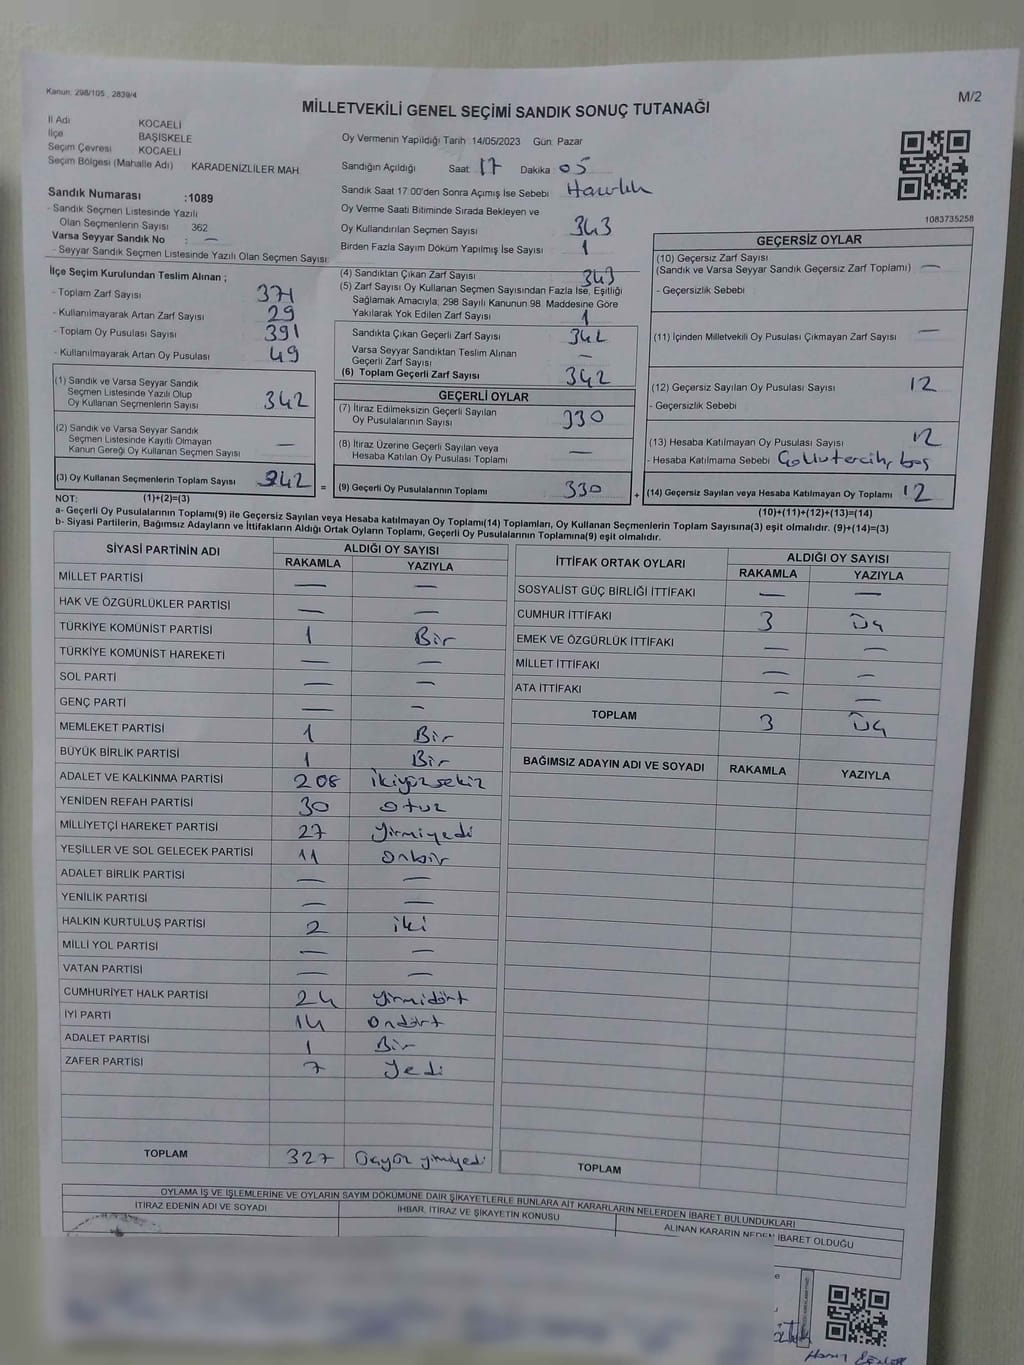 Kanun: 298/105 , 2839/4
MİLLETVEKİLİ GENEL SEÇİMİ SANDIK SONUÇ TUTANAĞI
M/2
İl Adı KOCAELİ
İlçe BAŞİSKELE
Seçim Çevresi KOCAELİ
Seçim Bölgesi (Mahalle Adı) KARADENİZLİLER MAH
Sandık Numarası :1089
- Sandık Seçmen Listesinde Yazılı
Olan Seçmenlerin Sayısı 362
Varsa Seyyar Sandık No : —
- Seyyar Sandık Seçmen Listesinde Yazılı Olan Seçmen Sayısı:
Oy Vermenin Yapıldığı Tarih 14/05/2023 Gün: Pazar
Sandığın Açıldığı Saat 17 Dakika 05
Sandık Saat 17:00'den Sonra Açımış İse Sebebi Hazırlık
Oy Verme Saati Bitiminde Sırada Bekleyen ve
Oy Kullandırılan Seçmen Sayısı 343
Birden Fazla Sayım Döküm Yapılmış İse Sayısı 1
1083735258
İlçe Seçim Kurulundan Teslim Alınan ;
- Toplam Zarf Sayısı 371
- Kullanılmayarak Artan Zarf Sayısı 29
- Toplam Oy Pusulası Sayısı 391
- Kullanılmayarak Artan Oy Pusulası 49
(1) Sandık ve Varsa Seyyar Sandık
Seçmen Listesinde Yazılı Olup
Oy Kullanan Seçmenlerin Sayısı 342
(2) Sandık ve Varsa Seyyar Sandık
Seçmen Listesinde Kayıtlı Olmayan
Kanun Gereği Oy Kullanan Seçmen Sayısı —
(3) Oy Kullanan Seçmenlerin Toplam Sayısı 342 =
(4) Sandıktan Çıkan Zarf Sayısı 343
(5) Zarf Sayısı Oy Kullanan Seçmen Sayısından Fazla İse, Eşitliği
Sağlamak Amacıyla; 298 Sayılı Kanunun 98. Maddesine Göre
Yakılarak Yok Edilen Zarf Sayısı 1
Sandıkta Çıkan Geçerli Zarf Sayısı 342
Varsa Seyyar Sandıktan Teslim Alınan
Geçerli Zarf Sayısı —
(6) Toplam Geçerli Zarf Sayısı 342
GEÇERLİ OYLAR
(7) İtiraz Edilmeksizin Geçerli Sayılan
Oy Pusulalarının Sayısı 330
(8) İtiraz Üzerine Geçerli Sayılan veya
Hesaba Katılan Oy Pusulası Toplamı —
(9) Geçerli Oy Pusulalarının Toplamı 330 +
GEÇERSİZ OYLAR
(10) Geçersiz Zarf Sayısı
(Sandık ve Varsa Seyyar Sandık Geçersiz Zarf Toplamı) —
- Geçersizlik Sebebi
(11) İçinden Milletvekili Oy Pusulası Çıkmayan Zarf Sayısı —
(12) Geçersiz Sayılan Oy Pusulası Sayısı 12
- Geçersizlik Sebebi
(13) Hesaba Katılmayan Oy Pusulası Sayısı 12
- Hesaba Katılmama Sebebi boş
(14) Geçersiz Sayılan veya Hesaba Katılmayan Oy Toplamı 12
NOT: (1)+(2)=(3)
(10)+(11)+(12)+(13)=(14)
a- Geçerli Oy Pusulalarının Toplamı(9) ile Geçersiz Sayılan veya Hesaba katılmayan Oy Toplamı(14) Toplamları, Oy Kullanan Seçmenlerin Toplam Sayısına(3) eşit olmalıdır. (9)+(14)=(3)
b- Siyasi Partilerin, Bağımsız Adayların ve İttifakların Aldığı Ortak Oyların Toplamı, Geçerli Oy Pusulalarının Toplamına(9) eşit olmalıdır.
SİYASİ PARTİNİN ADI ALDIĞI OY SAYISI
RAKAMLA YAZIYLA
MİLLET PARTİSİ — —
HAK VE ÖZGÜRLÜKLER PARTİSİ — —
TÜRKİYE KOMÜNİST PARTİSİ 1 Bir
TÜRKİYE KOMÜNİST HAREKETİ — —
SOL PARTİ — —
GENÇ PARTİ — —
MEMLEKET PARTİSİ 1 Bir
BÜYÜK BİRLİK PARTİSİ 1 Bir
ADALET VE KALKINMA PARTİSİ 208 ikiyüzsekiz
YENİDEN REFAH PARTİSİ 30 otuz
MİLLİYETÇİ HAREKET PARTİSİ 27 yirmiyedi
YEŞİLLER VE SOL GELECEK PARTİSİ 11 onbir
ADALET BİRLİK PARTİSİ — —
YENİLİK PARTİSİ — —
HALKIN KURTULUŞ PARTİSİ 2 iki
MİLLİ YOL PARTİSİ — —
VATAN PARTİSİ — —
CUMHURİYET HALK PARTİSİ 24 yirmidört
İYİ PARTİ 14 ondört
ADALET PARTİSİ 1 Bir
ZAFER PARTİSİ 7 yedi
TOPLAM 327 üçyüz yirmiyedi
İTTİFAK ORTAK OYLARI ALDIĞI OY SAYISI
RAKAMLA YAZIYLA
SOSYALİST GÜÇ BİRLİĞİ İTTİFAKI — —
CUMHUR İTTİFAKI 3 Üç
EMEK VE ÖZGÜRLÜK İTTİFAKI — —
MİLLET İTTİFAKI — —
ATA İTTİFAKI — —
TOPLAM 3 Üç
BAĞIMSIZ ADAYIN ADI VE SOYADI RAKAMLA YAZIYLA
TOPLAM
OYLAMA İŞ VE İŞLEMLERİNE VE OYLARIN SAYIM DÖKÜMÜNE DAİR ŞİKAYETLERLE BUNLARA AİT KARARLARIN NELERDEN İBARET BULUNDUKLARI
İTİRAZ EDENİN ADI VE SOYADI İHBAR, İTİRAZ VE ŞİKAYETİN KONUSU ALINAN KARARIN NEDEN İBARET OLDUĞU